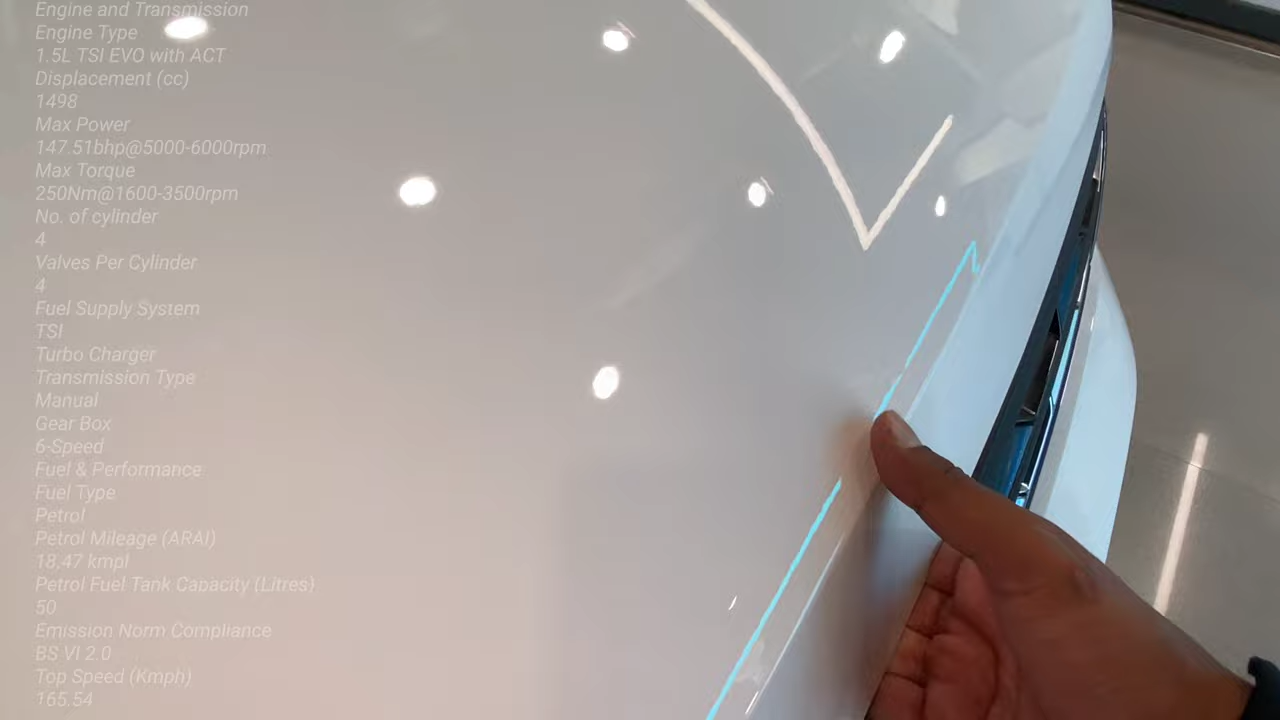 Engine and Transmission
Engine Type
1.5L TSI EVO with ACT
Displacement (cc)
1498
Max Power
147.51bhp@5000-6000rpm
Max Torque
250Nm@1600-3500rpm
No. of cylinder
4
Valves Per Cylinder
4
Fuel Supply System
TSI
Turbo Charger
Transmission Type
Manual
Gear Box
6-Speed
Fuel & Performance
Fuel Type
Petrol
Petrol Mileage (ARAI)
18.47 kmpl
Petrol Fuel Tank Capacity (Litres)
50
Emission Norm Compliance
BS VI 2.0
Top Speed (Kmph)
165.54